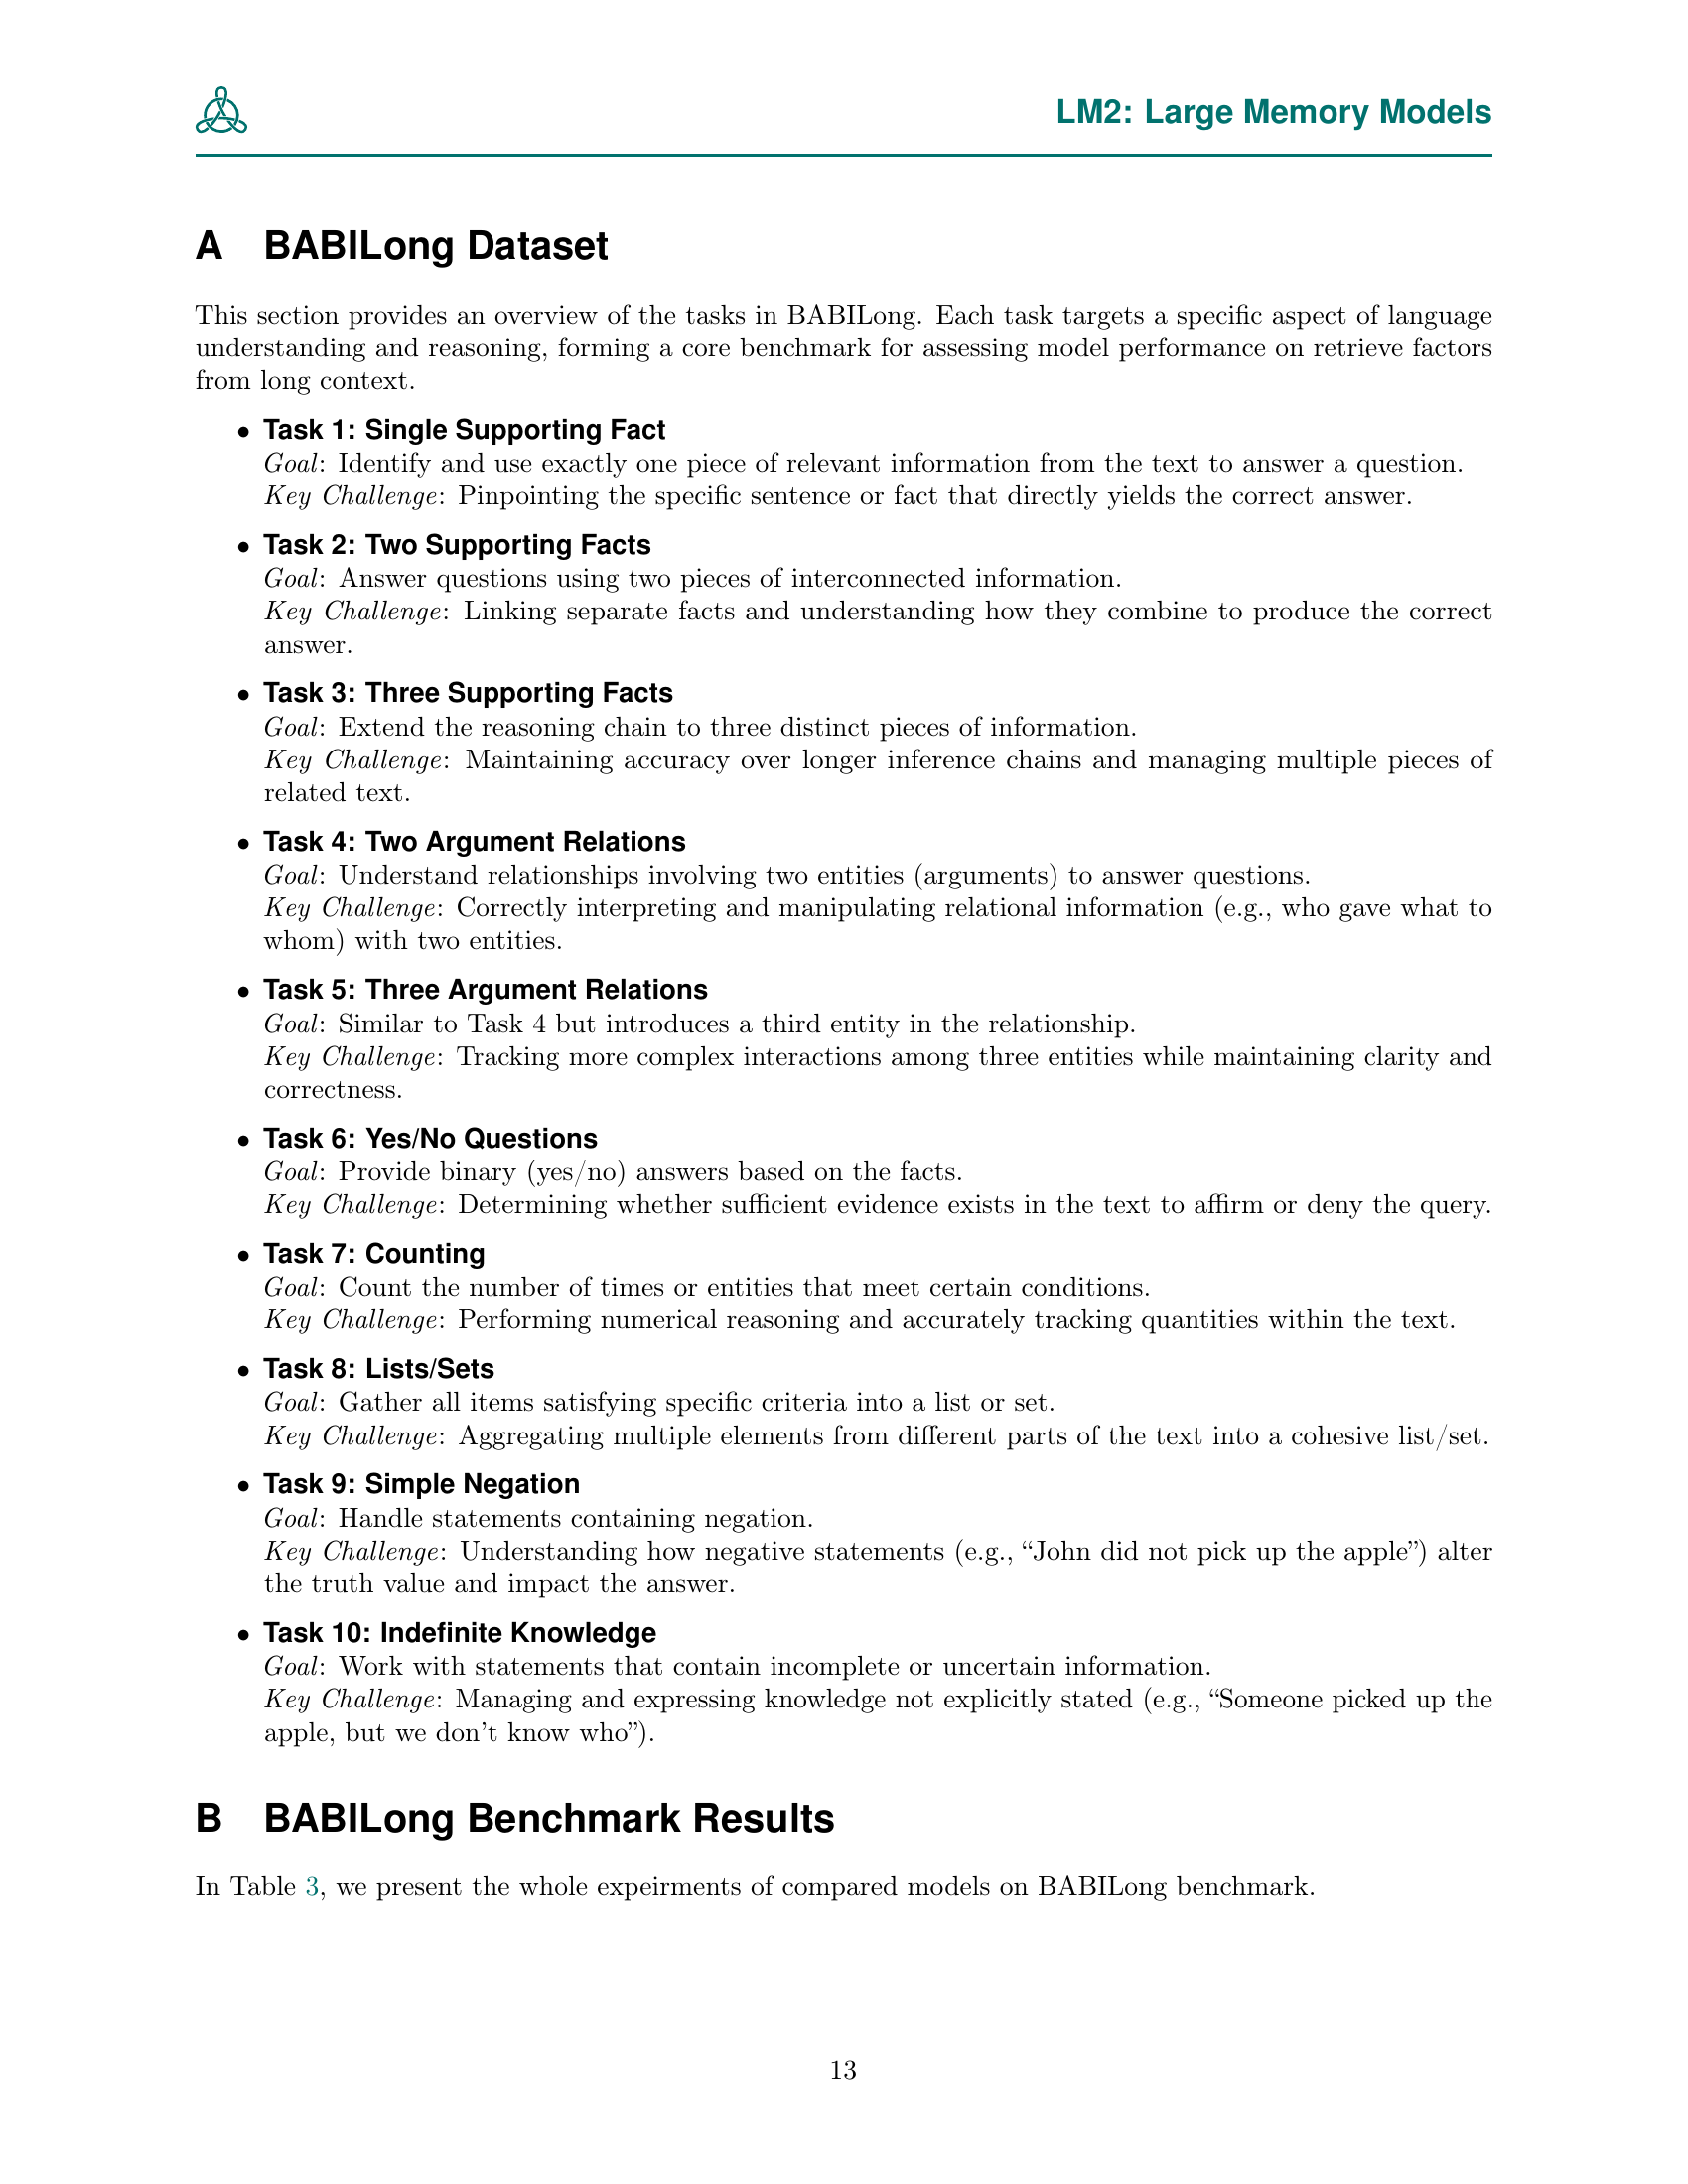 LM2: Large Memory Models
A BABILong Dataset
This section provides an overview of the tasks in BABILong. Each task targets a specific aspect of language
understanding and reasoning, forming a core benchmark for assessing model performance on retrieve factors
from long context.
• Task 1: Single Supporting Fact
Goal: Identify and use exactly one piece of relevant information from the text to answer a question.
Key Challenge: Pinpointing the specific sentence or fact that directly yields the correct answer.
• Task 2: Two Supporting Facts
Goal: Answer questions using two pieces of interconnected information.
Key Challenge: Linking separate facts and understanding how they combine to produce the correct
answer.
• Task 3: Three Supporting Facts
Goal: Extend the reasoning chain to three distinct pieces of information.
Key Challenge: Maintaining accuracy over longer inference chains and managing multiple pieces of
related text.
• Task 4: Two Argument Relations
Goal: Understand relationships involving two entities (arguments) to answer questions.
Key Challenge: Correctly interpreting and manipulating relational information (e.g., who gave what to
whom) with two entities.
• Task 5: Three Argument Relations
Goal: Similar to Task 4 but introduces a third entity in the relationship.
Key Challenge: Tracking more complex interactions among three entities while maintaining clarity and
correctness.
• Task 6: Yes/No Questions
Goal: Provide binary (yes/no) answers based on the facts.
Key Challenge: Determining whether sufficient evidence exists in the text to affirm or deny the query.
• Task 7: Counting
Goal: Count the number of times or entities that meet certain conditions.
Key Challenge: Performing numerical reasoning and accurately tracking quantities within the text.
• Task 8: Lists/Sets
Goal: Gather all items satisfying specific criteria into a list or set.
Key Challenge: Aggregating multiple elements from different parts of the text into a cohesive list/set.
• Task 9: Simple Negation
Goal: Handle statements containing negation.
Key Challenge: Understanding how negative statements (e.g., “John did not pick up the apple”) alter
the truth value and impact the answer.
• Task 10: Indefinite Knowledge
Goal: Work with statements that contain incomplete or uncertain information.
Key Challenge: Managing and expressing knowledge not explicitly stated (e.g., “Someone picked up the
apple, but we don’t know who”).
B BABILong Benchmark Results
In Table 3, we present the whole expeirments of compared models on BABILong benchmark.
13